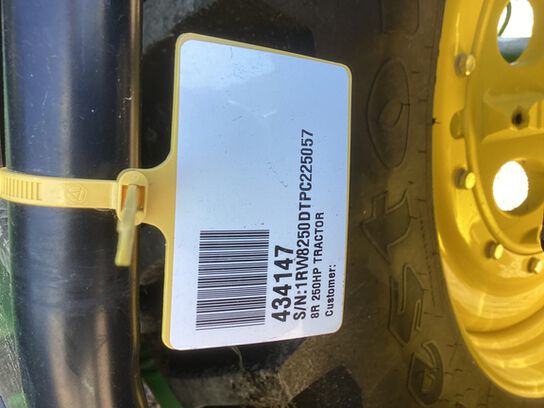 434147
S/N:1RW8250DTPC225057
8R 250HP TRACTOR
Customer: